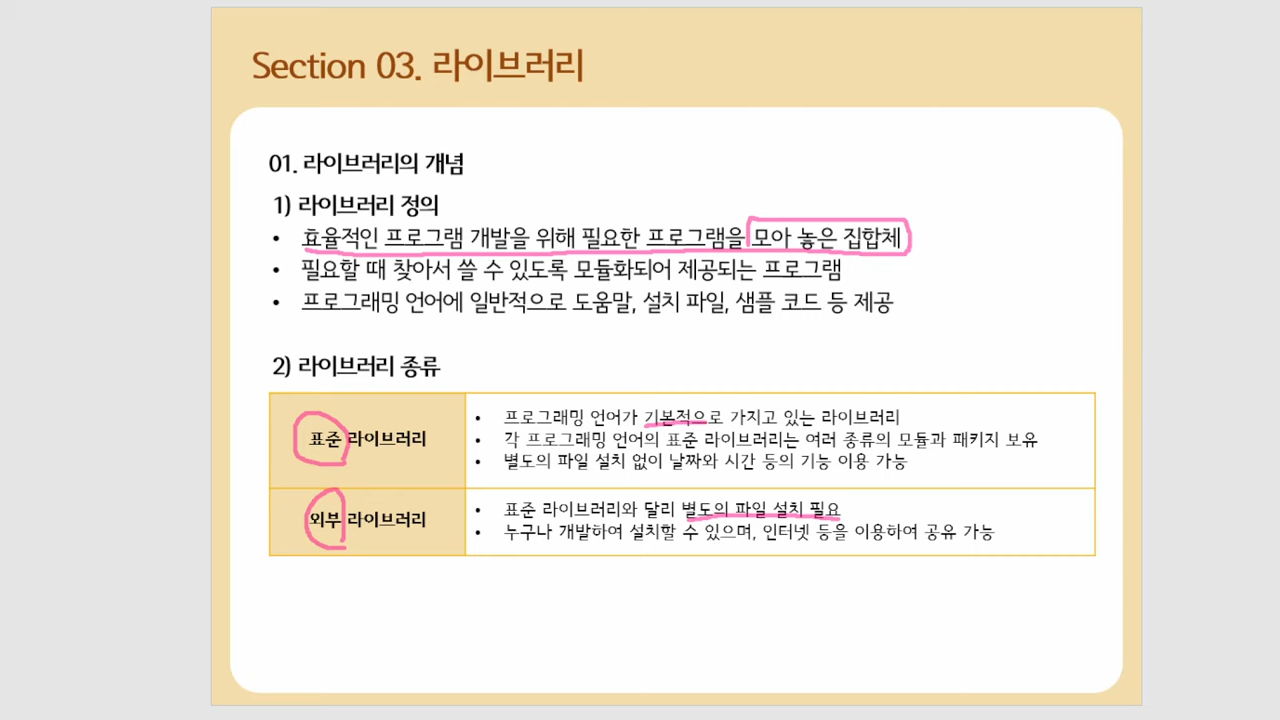 Section 03. 라이브러리
01. 라이브러리의 개념
1) 라이브러리 정의
• 효율적인 프로그램 개발을 위해 필요한 프로그램을 모아 놓은 집합체
• 필요할 때 찾아서 쓸 수 있도록 모듈화되어 제공되는 프로그램
• 프로그래밍 언어에 일반적으로 도움말, 설치 파일, 샘플 코드 등 제공
2) 라이브러리 종류
표준 라이브러리
• 프로그래밍 언어가 기본적으로 가지고 있는 라이브러리
• 각 프로그래밍 언어의 표준 라이브러리는 여러 종류의 모듈과 패키지 보유
• 별도의 파일 설치 없이 날짜와 시간 등의 기능 이용 가능
외부 라이브러리
• 표준 라이브러리와 달리 별도의 파일 설치 필요
• 누구나 개발하여 설치할 수 있으며, 인터넷 등을 이용하여 공유 가능